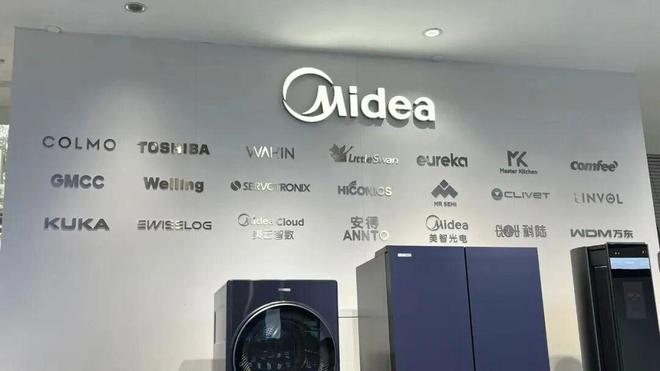 Midea
COLMO TOSHIBA WAHIN LittleSwan eureka MK Master Kitchen Comfee'
GMCC Welling SERVOTRONIX HICONICS MR SEMI CLIVET LINVOL
KUKA SWISSLOG Midea Cloud 美云智数 安得 ANNTO Midea 美智光电 科陆 WDM万东